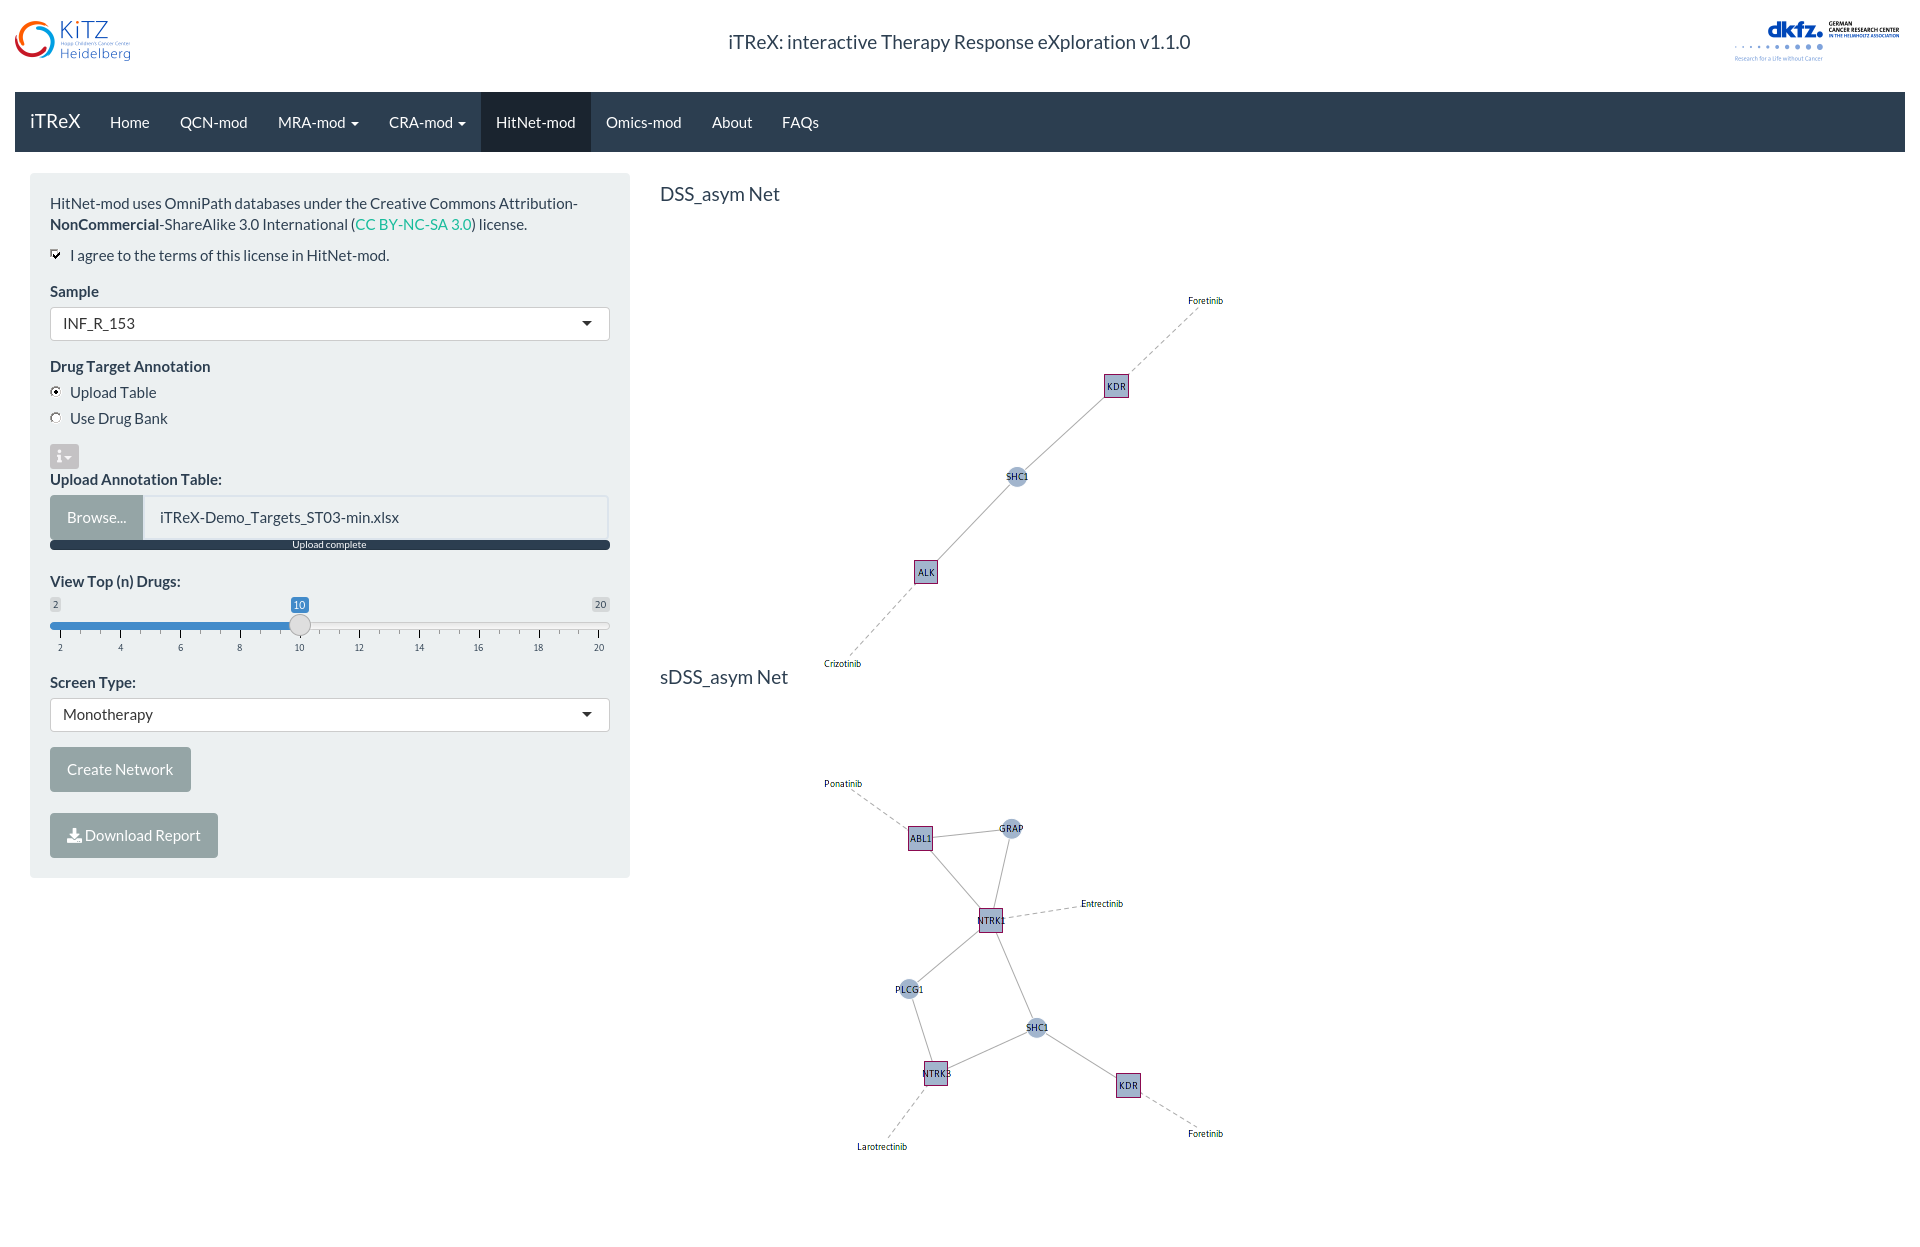 KiTZ
Hopp Children's Cancer Center
Heidelberg
iTReX: interactive Therapy Response eXploration v1.1.0
dkfz.
GERMAN
CANCER RESEARCH CENTER
IN THE HELMHOLTZ ASSOCIATION
Research for a Life without Cancer
iTReX Home QCN-mod MRA-mod CRA-mod HitNet-mod Omics-mod About FAQs
HitNet-mod uses OmniPath databases under the Creative Commons Attribution-
NonCommercial-ShareAlike 3.0 International (CC BY-NC-SA 3.0) license.
I agree to the terms of this license in HitNet-mod.
Sample
INF_R_153
Drug Target Annotation
Upload Table
Use Drug Bank
i
Upload Annotation Table:
Browse... iTReX-Demo_Targets_ST03-min.xlsx
Upload complete
View Top (n) Drugs:
2 10 20
2 4 6 8 10 12 14 16 18 20
Screen Type:
Monotherapy
Create Network
Download Report
DSS_asym Net
Foretinib
KDR
SHC1
ALK
Crizotinib
sDSS_asym Net
Ponatinib
GRAP
ABL1
Entrectinib
NTRK1
PLCG1
SHC1
NTRK3
KDR
Foretinib
Larotrectinib